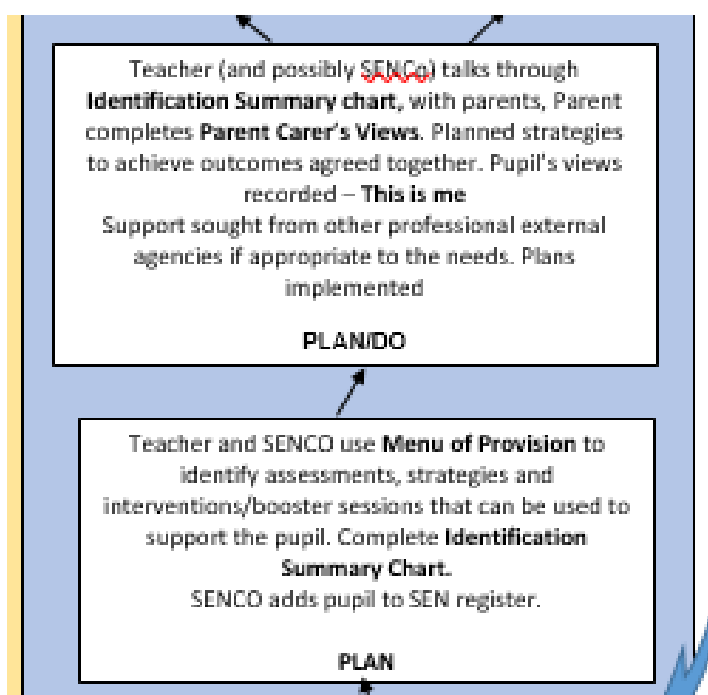 Teacher (and possibly SENCo) talks through
Identification Summary chart, with parents, Parent
completes Parent Carer's Views. Planned strategies
to achieve outcomes agreed together. Pupil's views
recorded – This is me
Support sought from other professional external
agencies if appropriate to the needs. Plans
implemented
PLAN/DO
Teacher and SENCO use Menu of Provision to
identify assessments, strategies and
interventions/booster sessions that can be used to
support the pupil. Complete Identification
Summary Chart.
SENCO adds pupil to SEN register.
PLAN